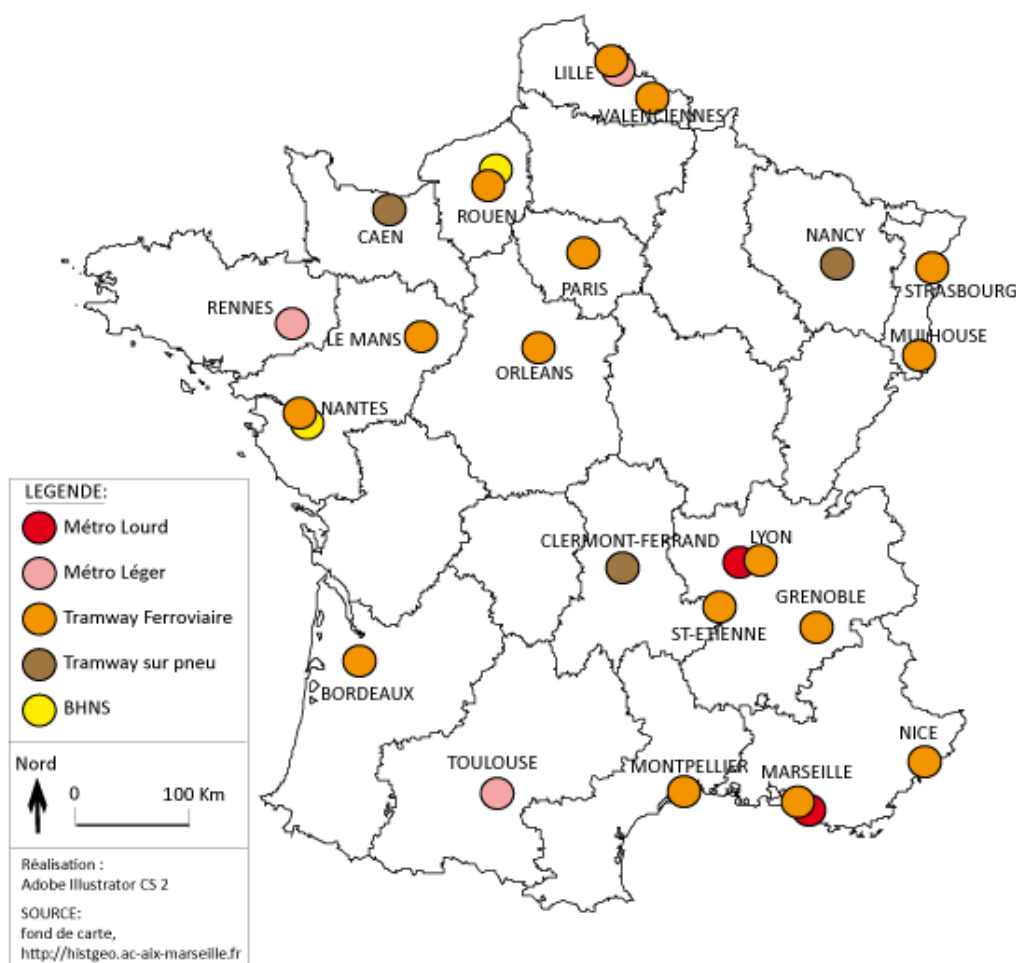 LILLE
VALENCIENNES
ROUEN
CAEN
NANCY
PARIS
STRASBOURG
RENNES
LE MANS
MULHOUSE
ORLEANS
NANTES
LEGENDE:
Métro Lourd
Métro Léger
Tramway Ferroviaire
Tramway sur pneu
BHNS
CLERMONT-FERRAND
LYON
GRENOBLE
ST-ETIENNE
BORDEAUX
NICE
TOULOUSE
MONTPELLIER
MARSEILLE
Nord
0 100 Km
Réalisation :
Adobe Illustrator CS 2
SOURCE:
fond de carte,
http://histgeo.ac-aix-marseille.fr